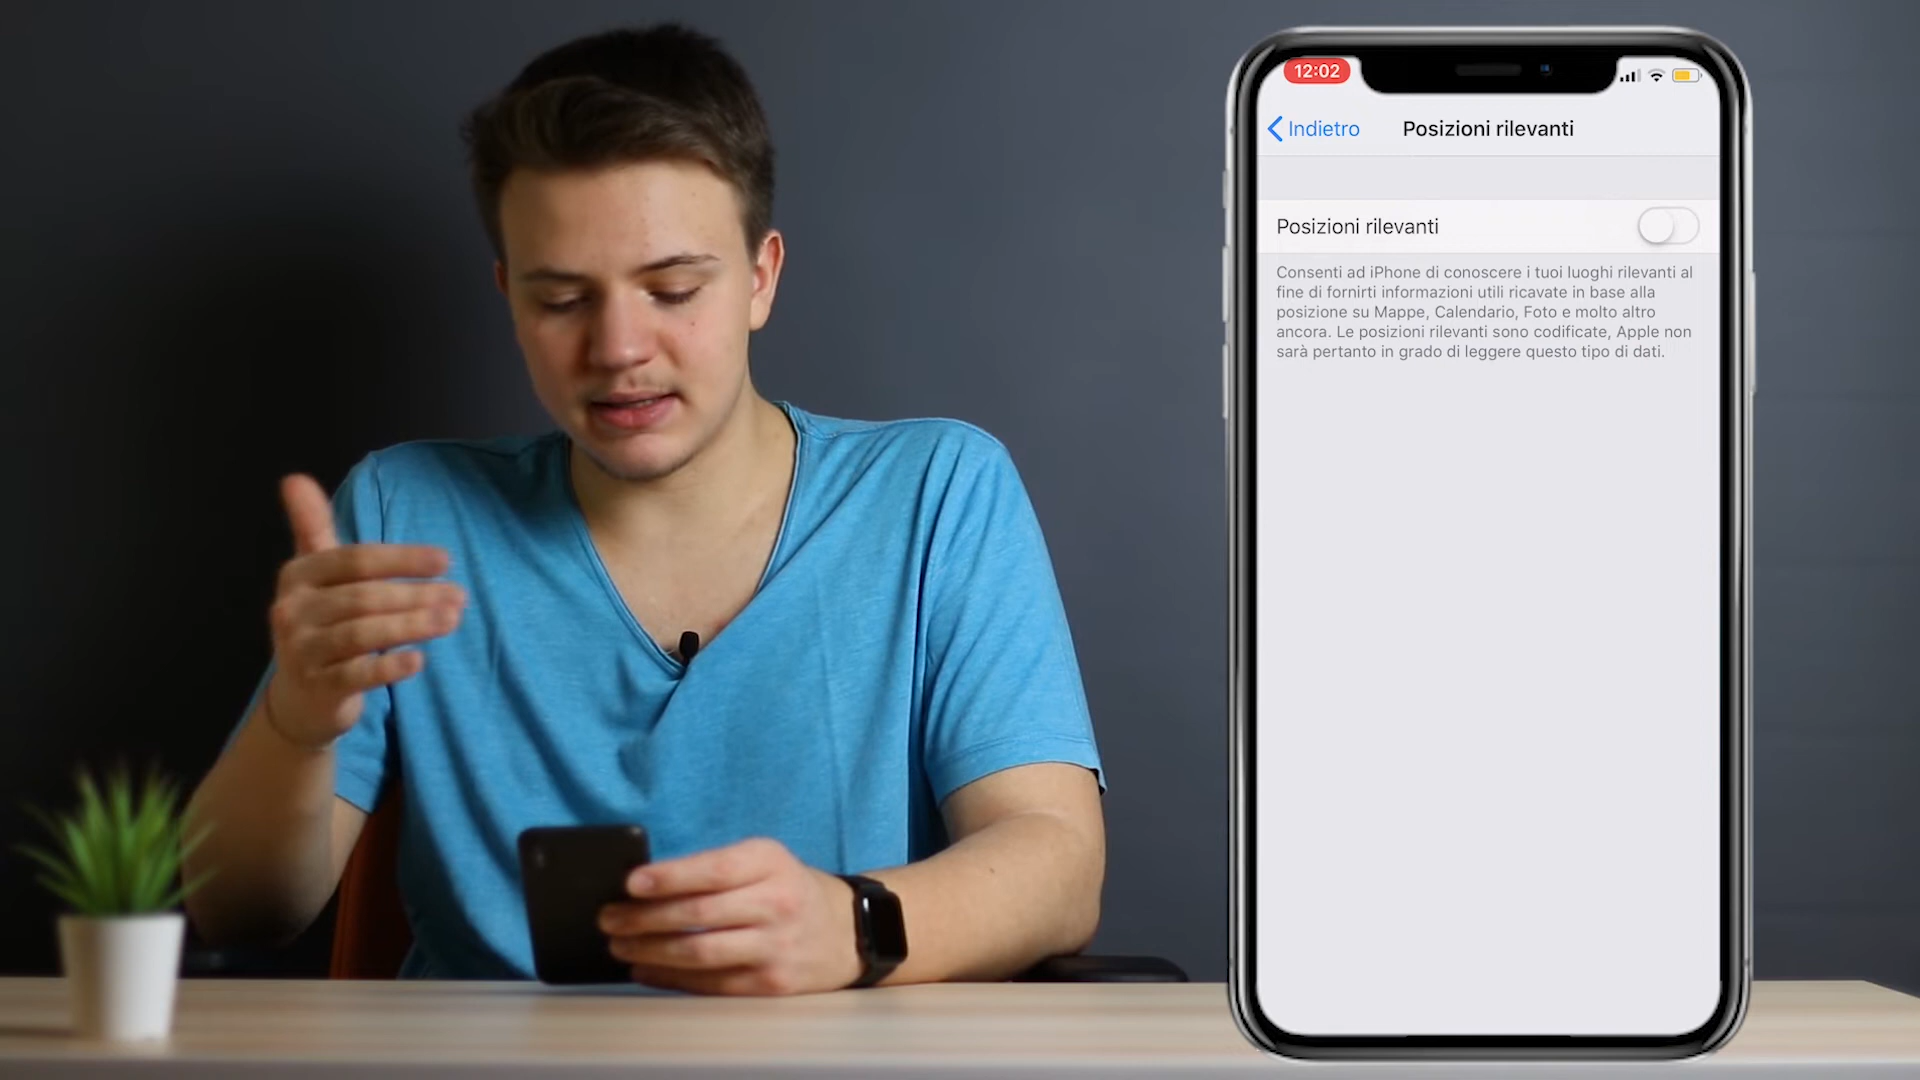 12:02
Indietro
Posizioni rilevanti
Posizioni rilevanti
Consenti ad iPhone di conoscere i tuoi luoghi rilevanti al
fine di fornirti informazioni utili ricavate in base alla
posizione su Mappe, Calendario, Foto e molto altro
ancora. Le posizioni rilevanti sono codificate, Apple non
sarà pertanto in grado di leggere questo tipo di dati.